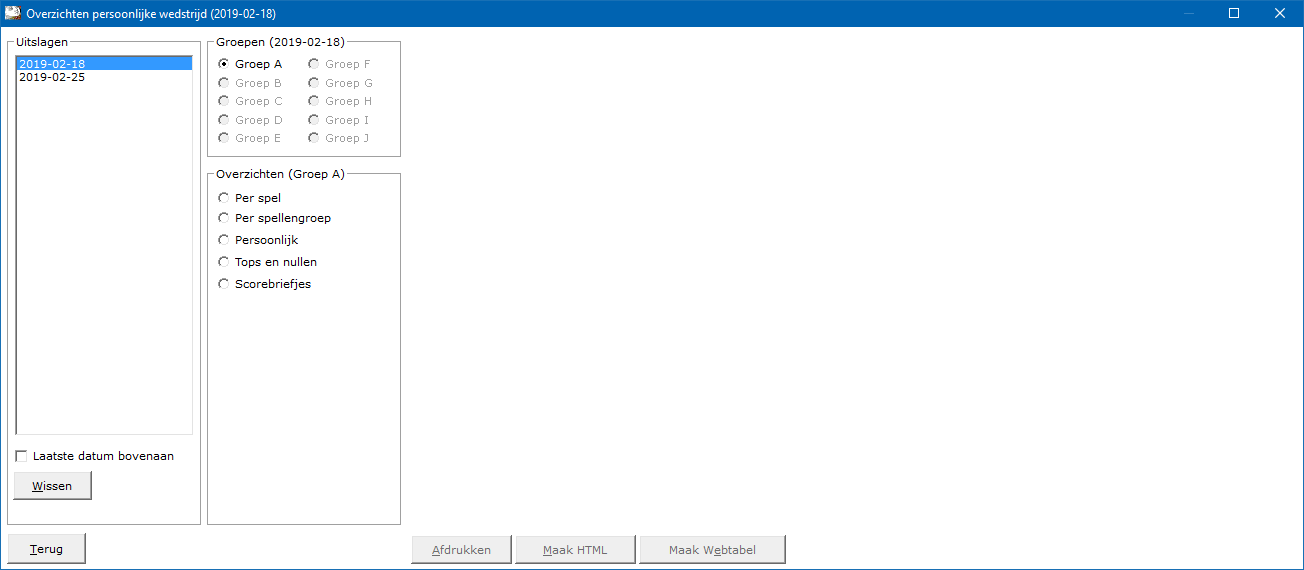 Overzichten persoonlijke wedstrijd (2019-02-18)
Uitslagen
2019-02-18
2019-02-25
Laatste datum bovenaan
Wissen
Terug
Groepen (2019-02-18)
Groep A
Groep F
Groep B
Groep G
Groep C
Groep H
Groep D
Groep I
Groep E
Groep J
Overzichten (Groep A)
Per spel
Per spellengroep
Persoonlijk
Tops en nullen
Scorebriefjes
Afdrukken
Maak HTML
Maak Webtabel